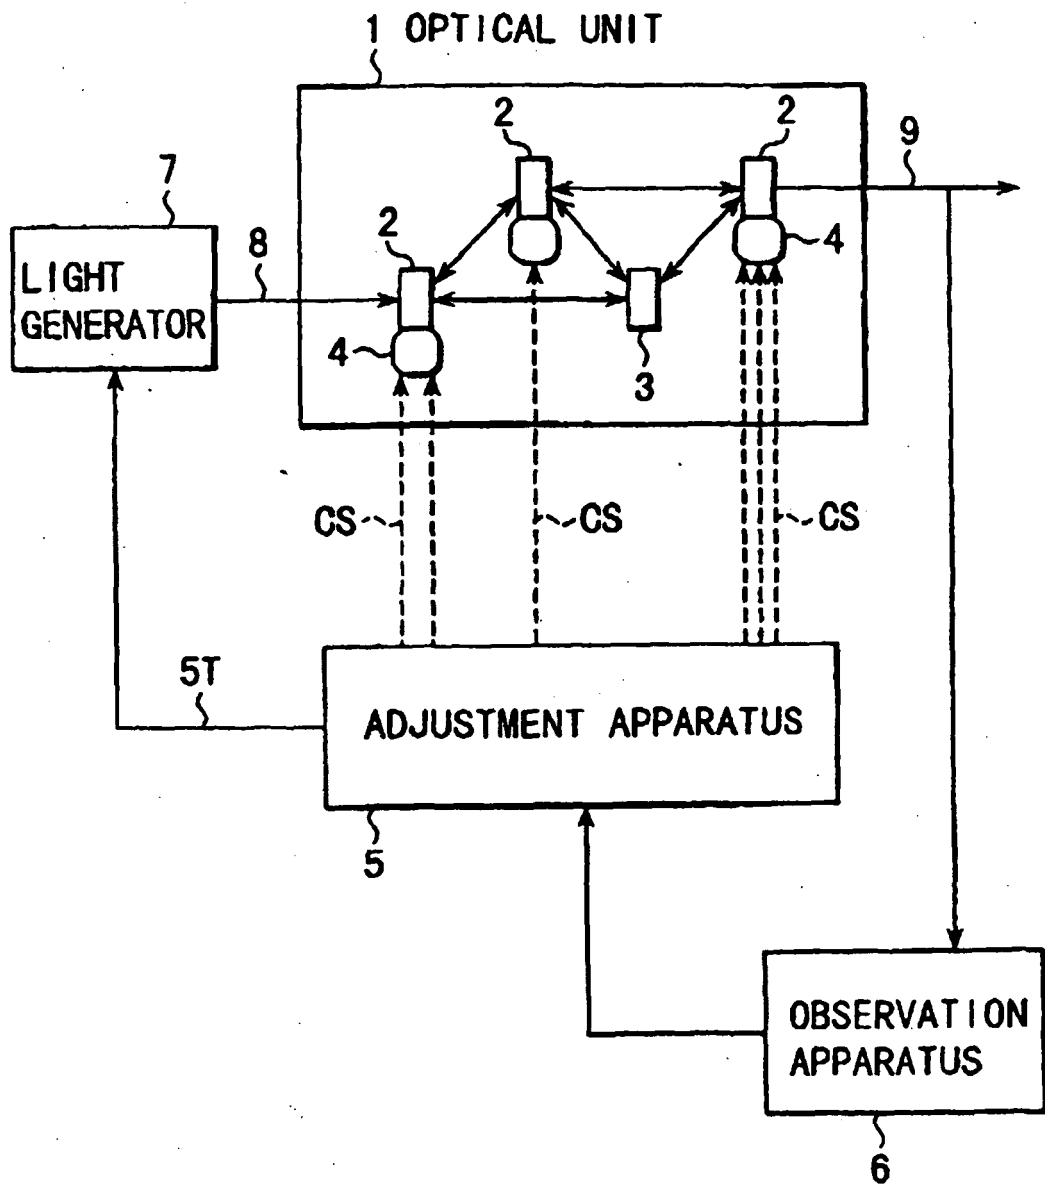 1 OPTICAL UNIT
2
2
9
7
2
8
4
LIGHT
GENERATOR
4
3
CS
CS
CS
5T
ADJUSTMENT APPARATUS
5
OBSERVATION
APPARATUS
6